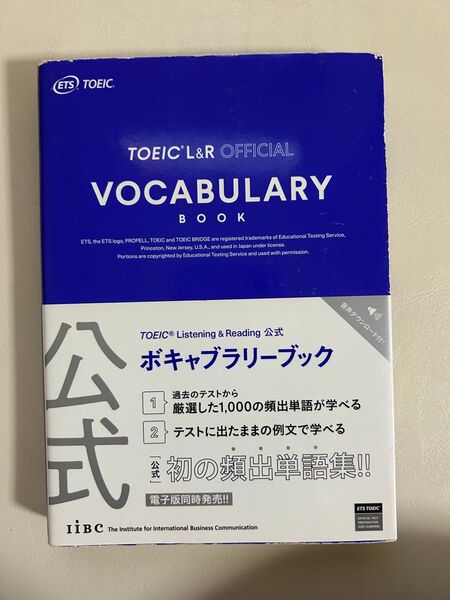 ETS TOEIC®
TOEIC® L&R OFFICIAL
VOCABULARY
BOOK
ETS, the ETS logo, PROPELL, TOEIC and TOEIC BRIDGE are registered trademarks of Educational Testing Service,
Princeton, New Jersey, U.S.A., and used in Japan under license.
Portions are copyrighted by Educational Testing Service and used with permission.
音声ダウンロード付!
公式
TOEIC® Listening & Reading 公式
ボキャブラリーブック
1 過去のテストから
厳選した1,000の頻出単語が学べる
2 テストに出たままの例文で学べる
[公式] 初の頻出単語集!!
電子版同時発売!!
IIBC The Institute for International Business Communication
ETS TOEIC®
OFFICIAL TEST
PREPARATION
AND LEARNING